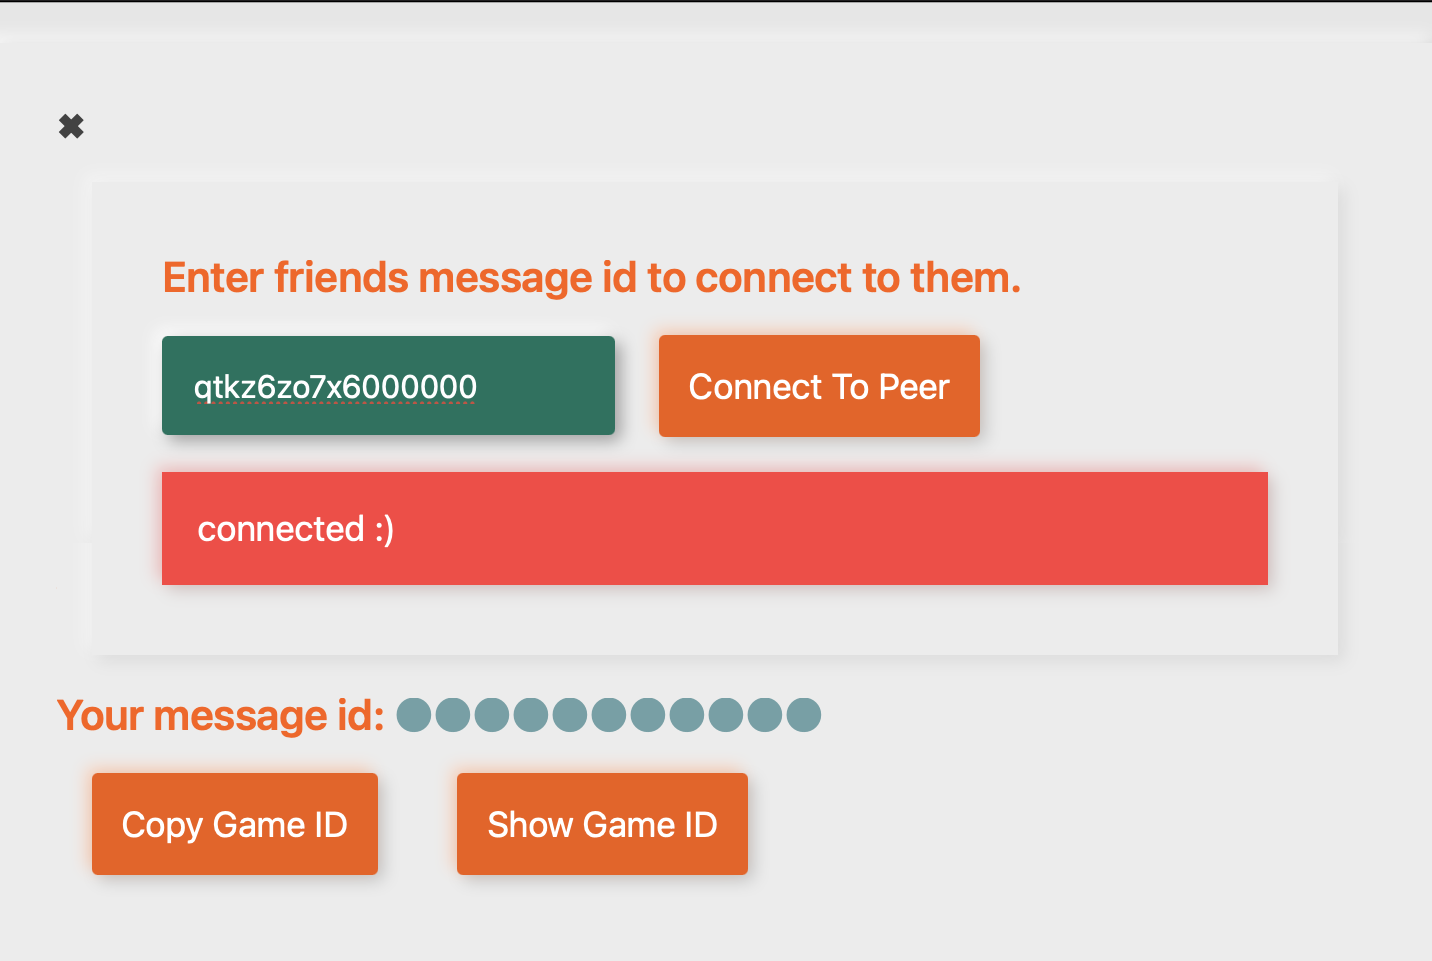 ✖
Enter friends message id to connect to them.
qtkz6zo7x6000000
Connect To Peer
connected :)
Your message id: ●●●●●●●●●●●
Copy Game ID
Show Game ID